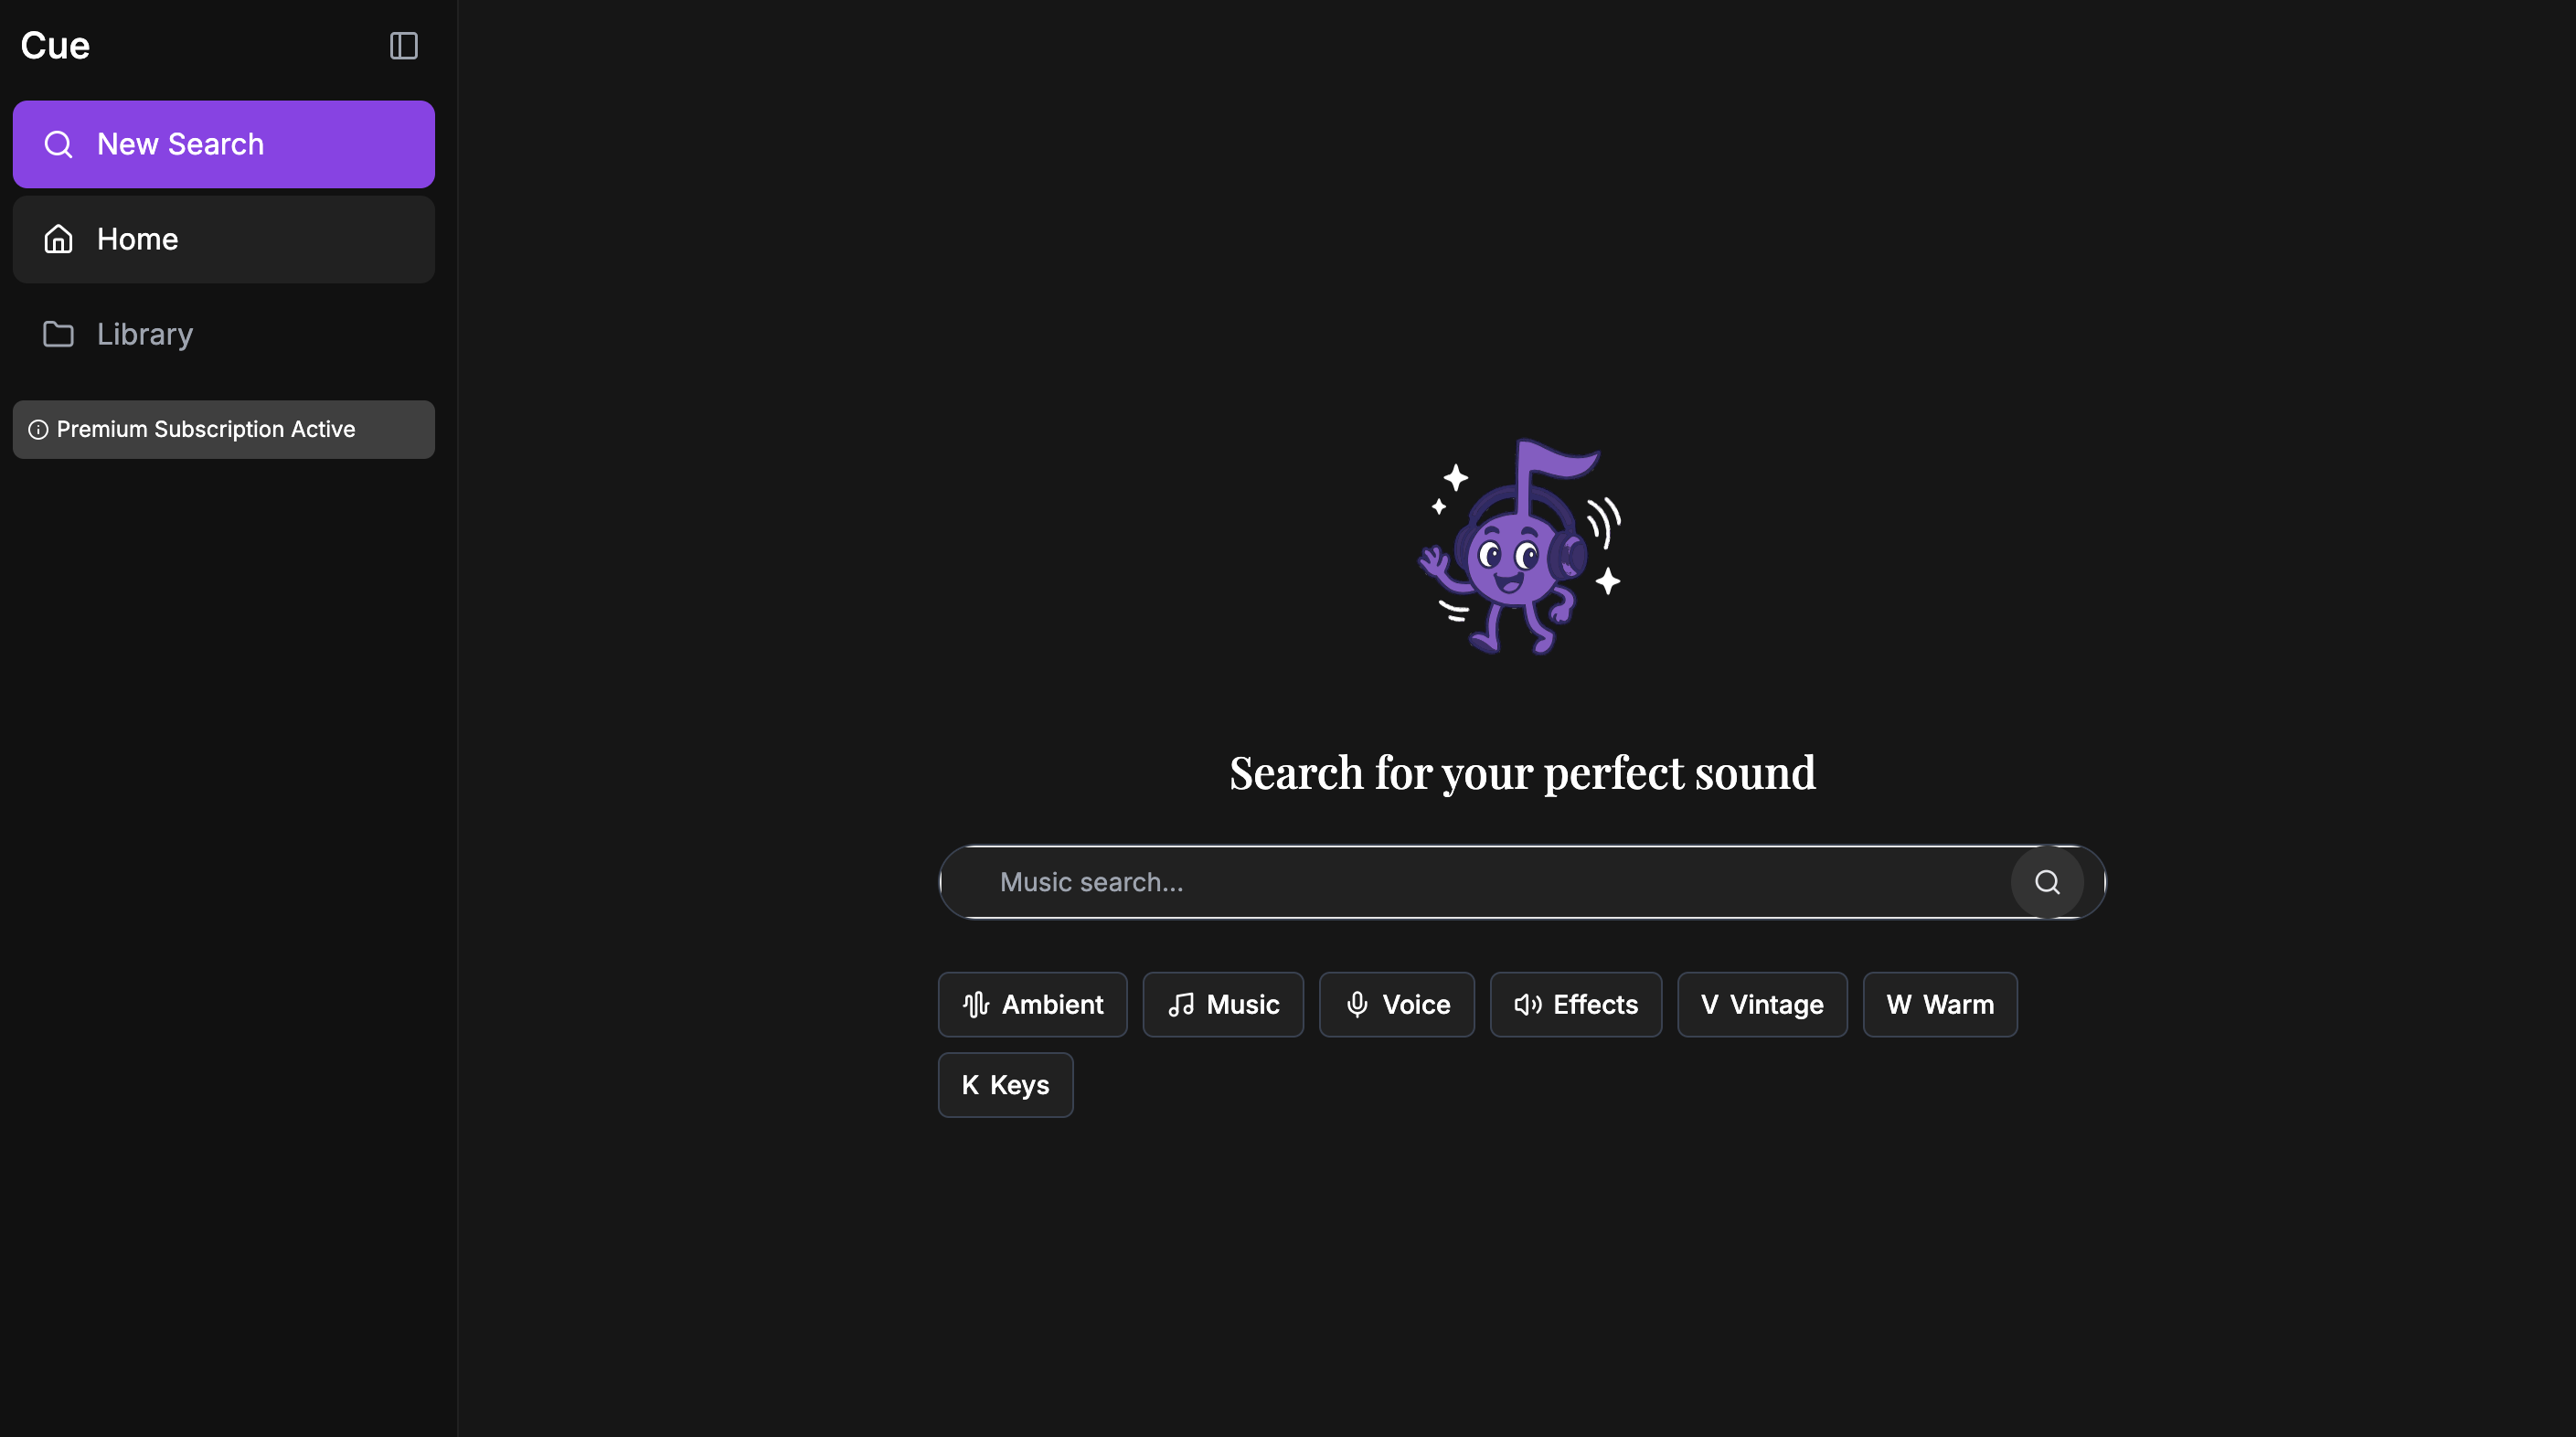 Cue
New Search
Home
Library
Premium Subscription Active
Search for your perfect sound
Music search...
Ambient Music Voice Effects V Vintage W Warm
K Keys